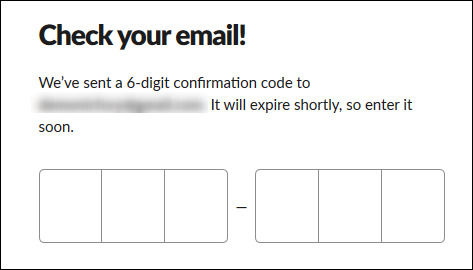 Check your email!
We’ve sent a 6-digit confirmation code to
It will expire shortly, so enter it
soon.
–